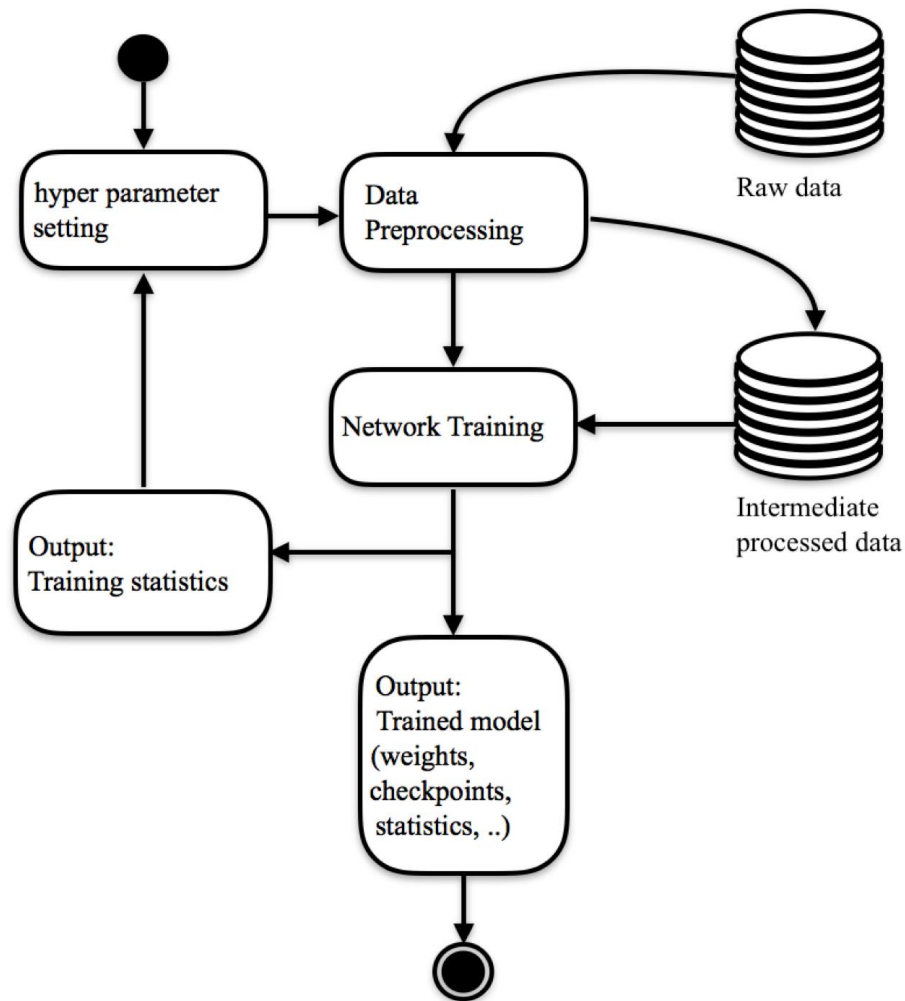 hyper parameter
setting
Data
Preprocessing
Raw data
Network Training
Intermediate
processed data
Output:
Training statistics
Output:
Trained model
(weights,
checkpoints,
statistics, ..)